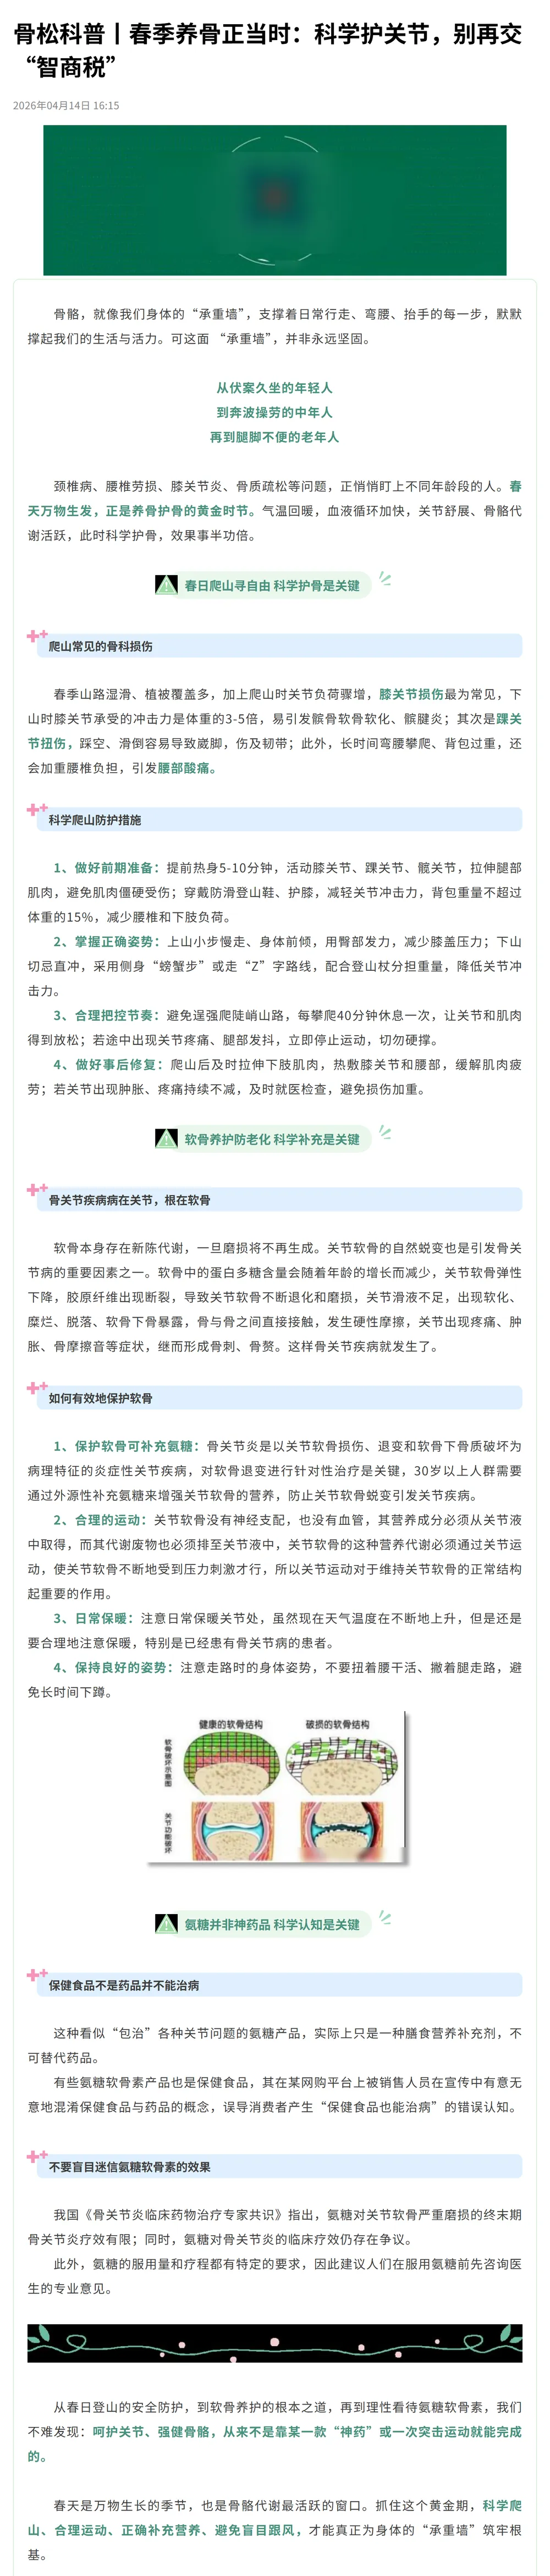 骨松科普丨春季养骨正当时：科学护关节，别再交
“智商税”
2026年04月14日 16:15
骨骼，就像我们身体的“承重墙”，支撑着日常行走、弯腰、抬手的每一步，默默
撑起我们的生活与活力。可这面 “承重墙”，并非永远坚固。
从伏案久坐的年轻人
到奔波操劳的中年人
再到腿脚不便的老年人
颈椎病、腰椎劳损、膝关节炎、骨质疏松等问题，正悄悄盯上不同年龄段的人。春
天万物生发，正是养骨护骨的黄金时节。气温回暖，血液循环加快，关节舒展、骨骼代
谢活跃，此时科学护骨，效果事半功倍。
春日爬山寻自由 科学护骨是关键
爬山常见的骨科损伤
春季山路湿滑、植被覆盖多，加上爬山时关节负荷骤增，膝关节损伤最为常见，下
山时膝关节承受的冲击力是体重的3-5倍，易引发髌骨软骨软化、髌腱炎；其次是踝关
节扭伤，踩空、滑倒容易导致崴脚，伤及韧带；此外，长时间弯腰攀爬、背包过重，还
会加重腰椎负担，引发腰部酸痛。
科学爬山防护措施
1、做好前期准备：提前热身5-10分钟，活动膝关节、踝关节、髋关节，拉伸腿部
肌肉，避免肌肉僵硬受伤；穿戴防滑登山鞋、护膝，减轻关节冲击力，背包重量不超过
体重的15%，减少腰椎和下肢负荷。
2、掌握正确姿势：上山小步慢走、身体前倾，用臀部发力，减少膝盖压力；下山
切忌直冲，采用侧身“螃蟹步”或走“Z”字路线，配合登山杖分担重量，降低关节冲
击力。
3、合理把控节奏：避免逞强爬陡峭山路，每攀爬40分钟休息一次，让关节和肌肉
得到放松；若途中出现关节疼痛、腿部发抖，立即停止运动，切勿硬撑。
4、做好事后修复：爬山后及时拉伸下肢肌肉，热敷膝关节和腰部，缓解肌肉疲
劳；若关节出现肿胀、疼痛持续不减，及时就医检查，避免损伤加重。
软骨养护防老化 科学补充是关键
骨关节疾病病在关节，根在软骨
软骨本身存在新陈代谢，一旦磨损将不再生成。关节软骨的自然蜕变也是引发骨关
节病的重要因素之一。软骨中的蛋白多糖含量会随着年龄的增长而减少，关节软骨弹性
下降，胶原纤维出现断裂，导致关节软骨不断退化和磨损，关节滑液不足，出现软化、
糜烂、脱落、软骨下骨暴露，骨与骨之间直接接触，发生硬性摩擦，关节出现疼痛、肿
胀、骨摩擦音等症状，继而形成骨刺、骨赘。这样骨关节疾病就发生了。
如何有效地保护软骨
1、保护软骨可补充氨糖：骨关节炎是以关节软骨损伤、退变和软骨下骨质破坏为
病理特征的炎症性关节疾病，对软骨退变进行针对性治疗是关键，30岁以上人群需要
通过外源性补充氨糖来增强关节软骨的营养，防止关节软骨蜕变引发关节疾病。
2、合理的运动：关节软骨没有神经支配，也没有血管，其营养成分必须从关节液
中取得，而其代谢废物也必须排至关节液中，关节软骨的这种营养代谢必须通过关节运
动，使关节软骨不断地受到压力刺激才行，所以关节运动对于维持关节软骨的正常结构
起重要的作用。
3、日常保暖：注意日常保暖关节处，虽然现在天气温度在不断地上升，但是还是
要合理地注意保暖，特别是已经患有骨关节病的患者。
4、保持良好的姿势：注意走路时的身体姿势，不要扭着腰干活、撇着腿走路，避
免长时间下蹲。
健康的软骨结构 破损的软骨结构
软骨破坏示意图
关节功能破坏
氨糖并非神药品 科学认知是关键
保健食品不是药品并不能治病
这种看似“包治”各种关节问题的氨糖产品，实际上只是一种膳食营养补充剂，不
可替代药品。
有些氨糖软骨素产品也是保健食品，其在某网购平台上被销售人员在宣传中有意无
意地混淆保健食品与药品的概念，误导消费者产生“保健食品也能治病”的错误认知。
不要盲目迷信氨糖软骨素的效果
我国《骨关节炎临床药物治疗专家共识》指出，氨糖对关节软骨严重磨损的终末期
骨关节炎疗效有限；同时，氨糖对骨关节炎的临床疗效仍存在争议。
此外，氨糖的服用量和疗程都有特定的要求，因此建议人们在服用氨糖前先咨询医
生的专业意见。
从春日登山的安全防护，到软骨养护的根本之道，再到理性看待氨糖软骨素，我们
不难发现：呵护关节、强健骨骼，从来不是靠某一款“神药”或一次突击运动就能完成
的。
春天是万物生长的季节，也是骨骼代谢最活跃的窗口。抓住这个黄金期，科学爬
山、合理运动、正确补充营养、避免盲目跟风，才能真正为身体的“承重墙”筑牢根
基。